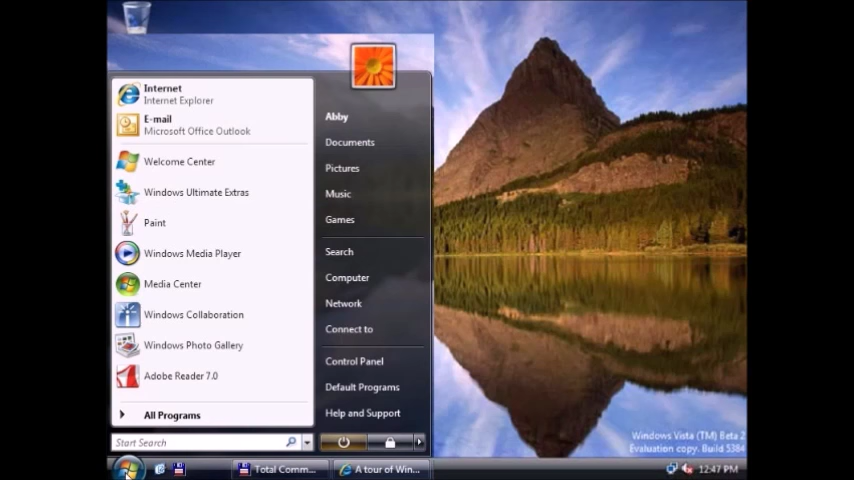 Internet
Internet Explorer
E-mail
Microsoft Office Outlook
Welcome Center
Windows Ultimate Extras
Paint
Windows Media Player
Media Center
Windows Collaboration
Windows Photo Gallery
Adobe Reader 7.0
All Programs
Start Search
Abby
Documents
Pictures
Music
Games
Search
Computer
Network
Connect to
Control Panel
Default Programs
Help and Support
Windows Vista (TM) Beta 2
Evaluation copy. Build 5384
Total Comm...
A tour of Win...
12:47 PM